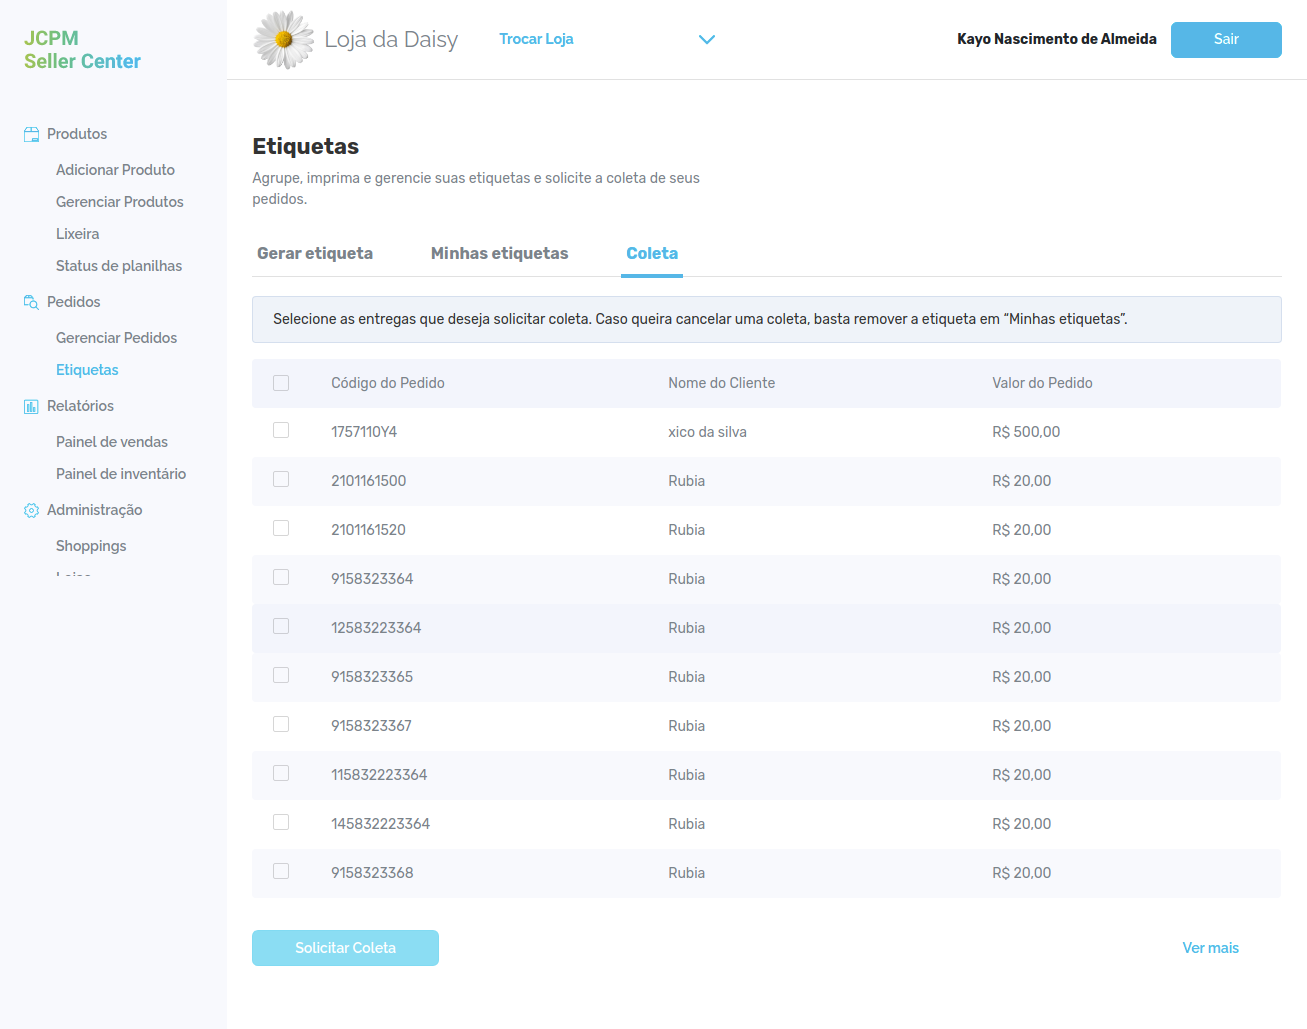 JCPM
Seller Center
Loja da Daisy
Trocar Loja
Kayo Nascimento de Almeida
Sair
Produtos
Adicionar Produto
Gerenciar Produtos
Lixeira
Status de planilhas
Pedidos
Gerenciar Pedidos
Etiquetas
Relatórios
Painel de vendas
Painel de inventário
Administração
Shoppings
Etiquetas
Agrupe, imprima e gerencie suas etiquetas e solicite a coleta de seus
pedidos.
Gerar etiqueta Minhas etiquetas Coleta
Selecione as entregas que deseja solicitar coleta. Caso queira cancelar uma coleta, basta remover a etiqueta em “Minhas etiquetas”.
Código do Pedido Nome do Cliente Valor do Pedido
1757110Y4 xico da silva R$ 500,00
2101161500 Rubia R$ 20,00
2101161520 Rubia R$ 20,00
9158323364 Rubia R$ 20,00
12583223364 Rubia R$ 20,00
9158323365 Rubia R$ 20,00
9158323367 Rubia R$ 20,00
115832223364 Rubia R$ 20,00
145832223364 Rubia R$ 20,00
9158323368 Rubia R$ 20,00
Solicitar Coleta
Ver mais